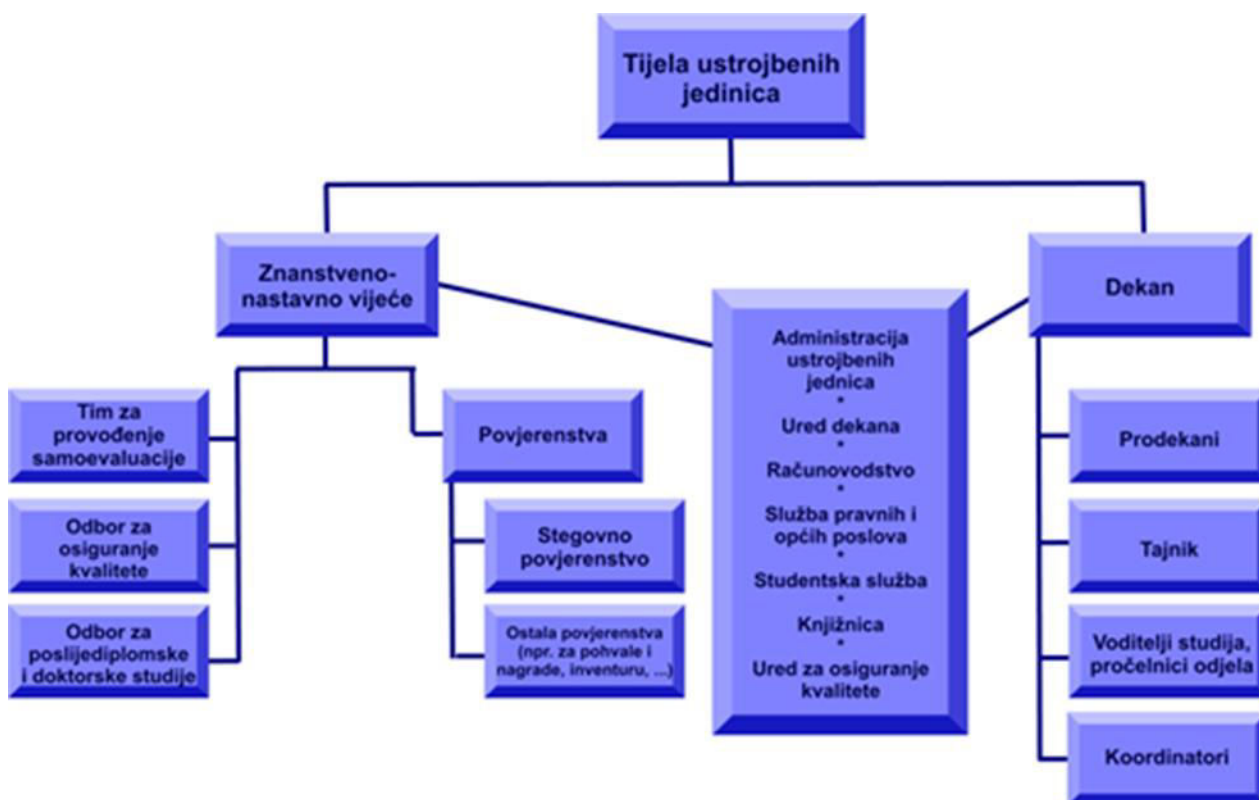 Tijela ustrojbenih
jedinica
Znanstveno-
nastavno vijeće
Dekan
Administracija
ustrojbenih
jednica
*
Ured dekana
*
Računovodstvo
*
Služba pravnih i
općih poslova
*
Studentska služba
*
Knjižnica
*
Ured za osiguranje
kvalitete
Tim za
provođenje
samoevaluacije
Odbor za
osiguranje
kvalitete
Odbor za
poslijediplomske
i doktorske studije
Povjerenstva
Stegovno
povjerenstvo
Ostala povjerenstva
(npr. za pohvale i
nagrade, inventuru, ...)
Prodekani
Tajnik
Voditelji studija,
pročelnici odjela
Koordinatori